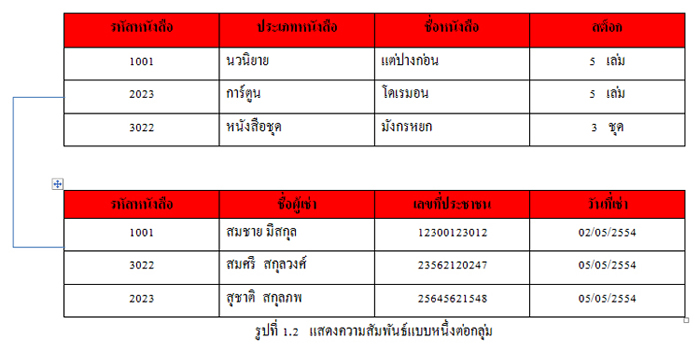 รหัสหนังสือ ประเภทหนังสือ ชื่อหนังสือ สต็อก
1001 นวนิยาย แต่ปางก่อน 5 เล่ม
2023 การ์ตูน โดเรมอน 5 เล่ม
3022 หนังสือชุด มังกรหยก 3 ชุด
รหัสหนังสือ ชื่อผู้เช่า เลขที่ประชาชน วันที่เช่า
1001 สมชาย มีสกุล 12300123012 02/05/2554
3022 สมศรี สกุลวงค์ 23562120247 05/05/2554
2023 สุชาติ สกุลภพ 25645621548 05/05/2554
รูปที่ 1.2 แสดงความสัมพันธ์แบบหนึ่งต่อกลุ่ม